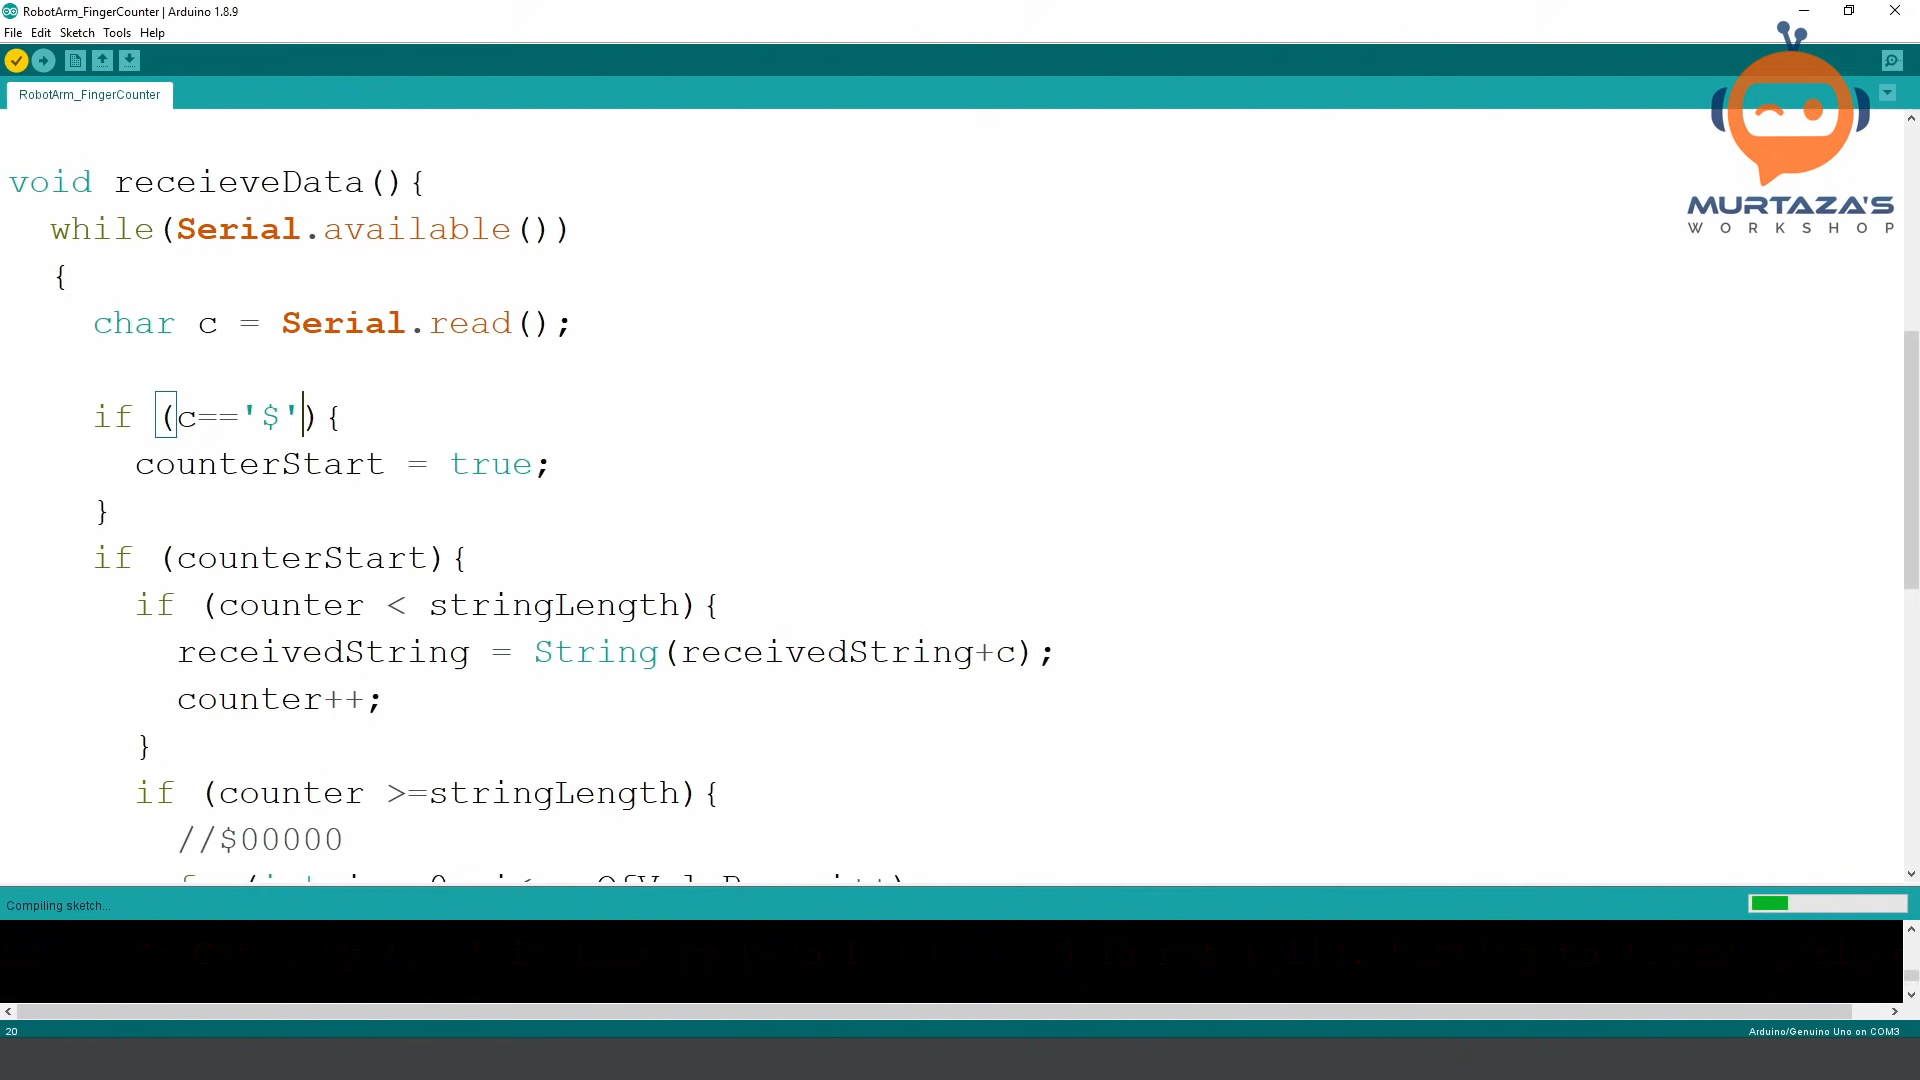 RobotArm_FingerCounter | Arduino 1.8.9
File Edit Sketch Tools Help
RobotArm_FingerCounter
MURTAZA'S
WORKSHOP
void receieveData(){
while(Serial.available())
{
char c = Serial.read();
if (c=='$'){
counterStart = true;
}
if (counterStart){
if (counter < stringLength){
receivedString = String(receivedString+c);
counter++;
}
if (counter >=stringLength){
//$00000
Compiling sketch...
20
Arduino/Genuino Uno on COM3